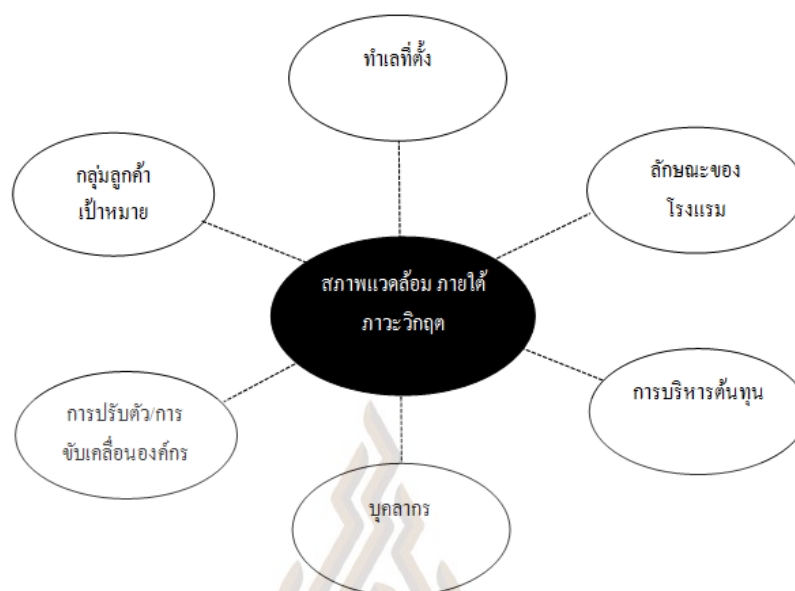 ทำเลที่ตั้ง
กลุ่มลูกค้า
เป้าหมาย
ลักษณะของ
โรงแรม
สภาพแวดล้อม ภายใต้
ภาวะวิกฤต
การปรับตัว/การ
ขับเคลื่อนองค์กร
การบริหารต้นทุน
บุคลากร